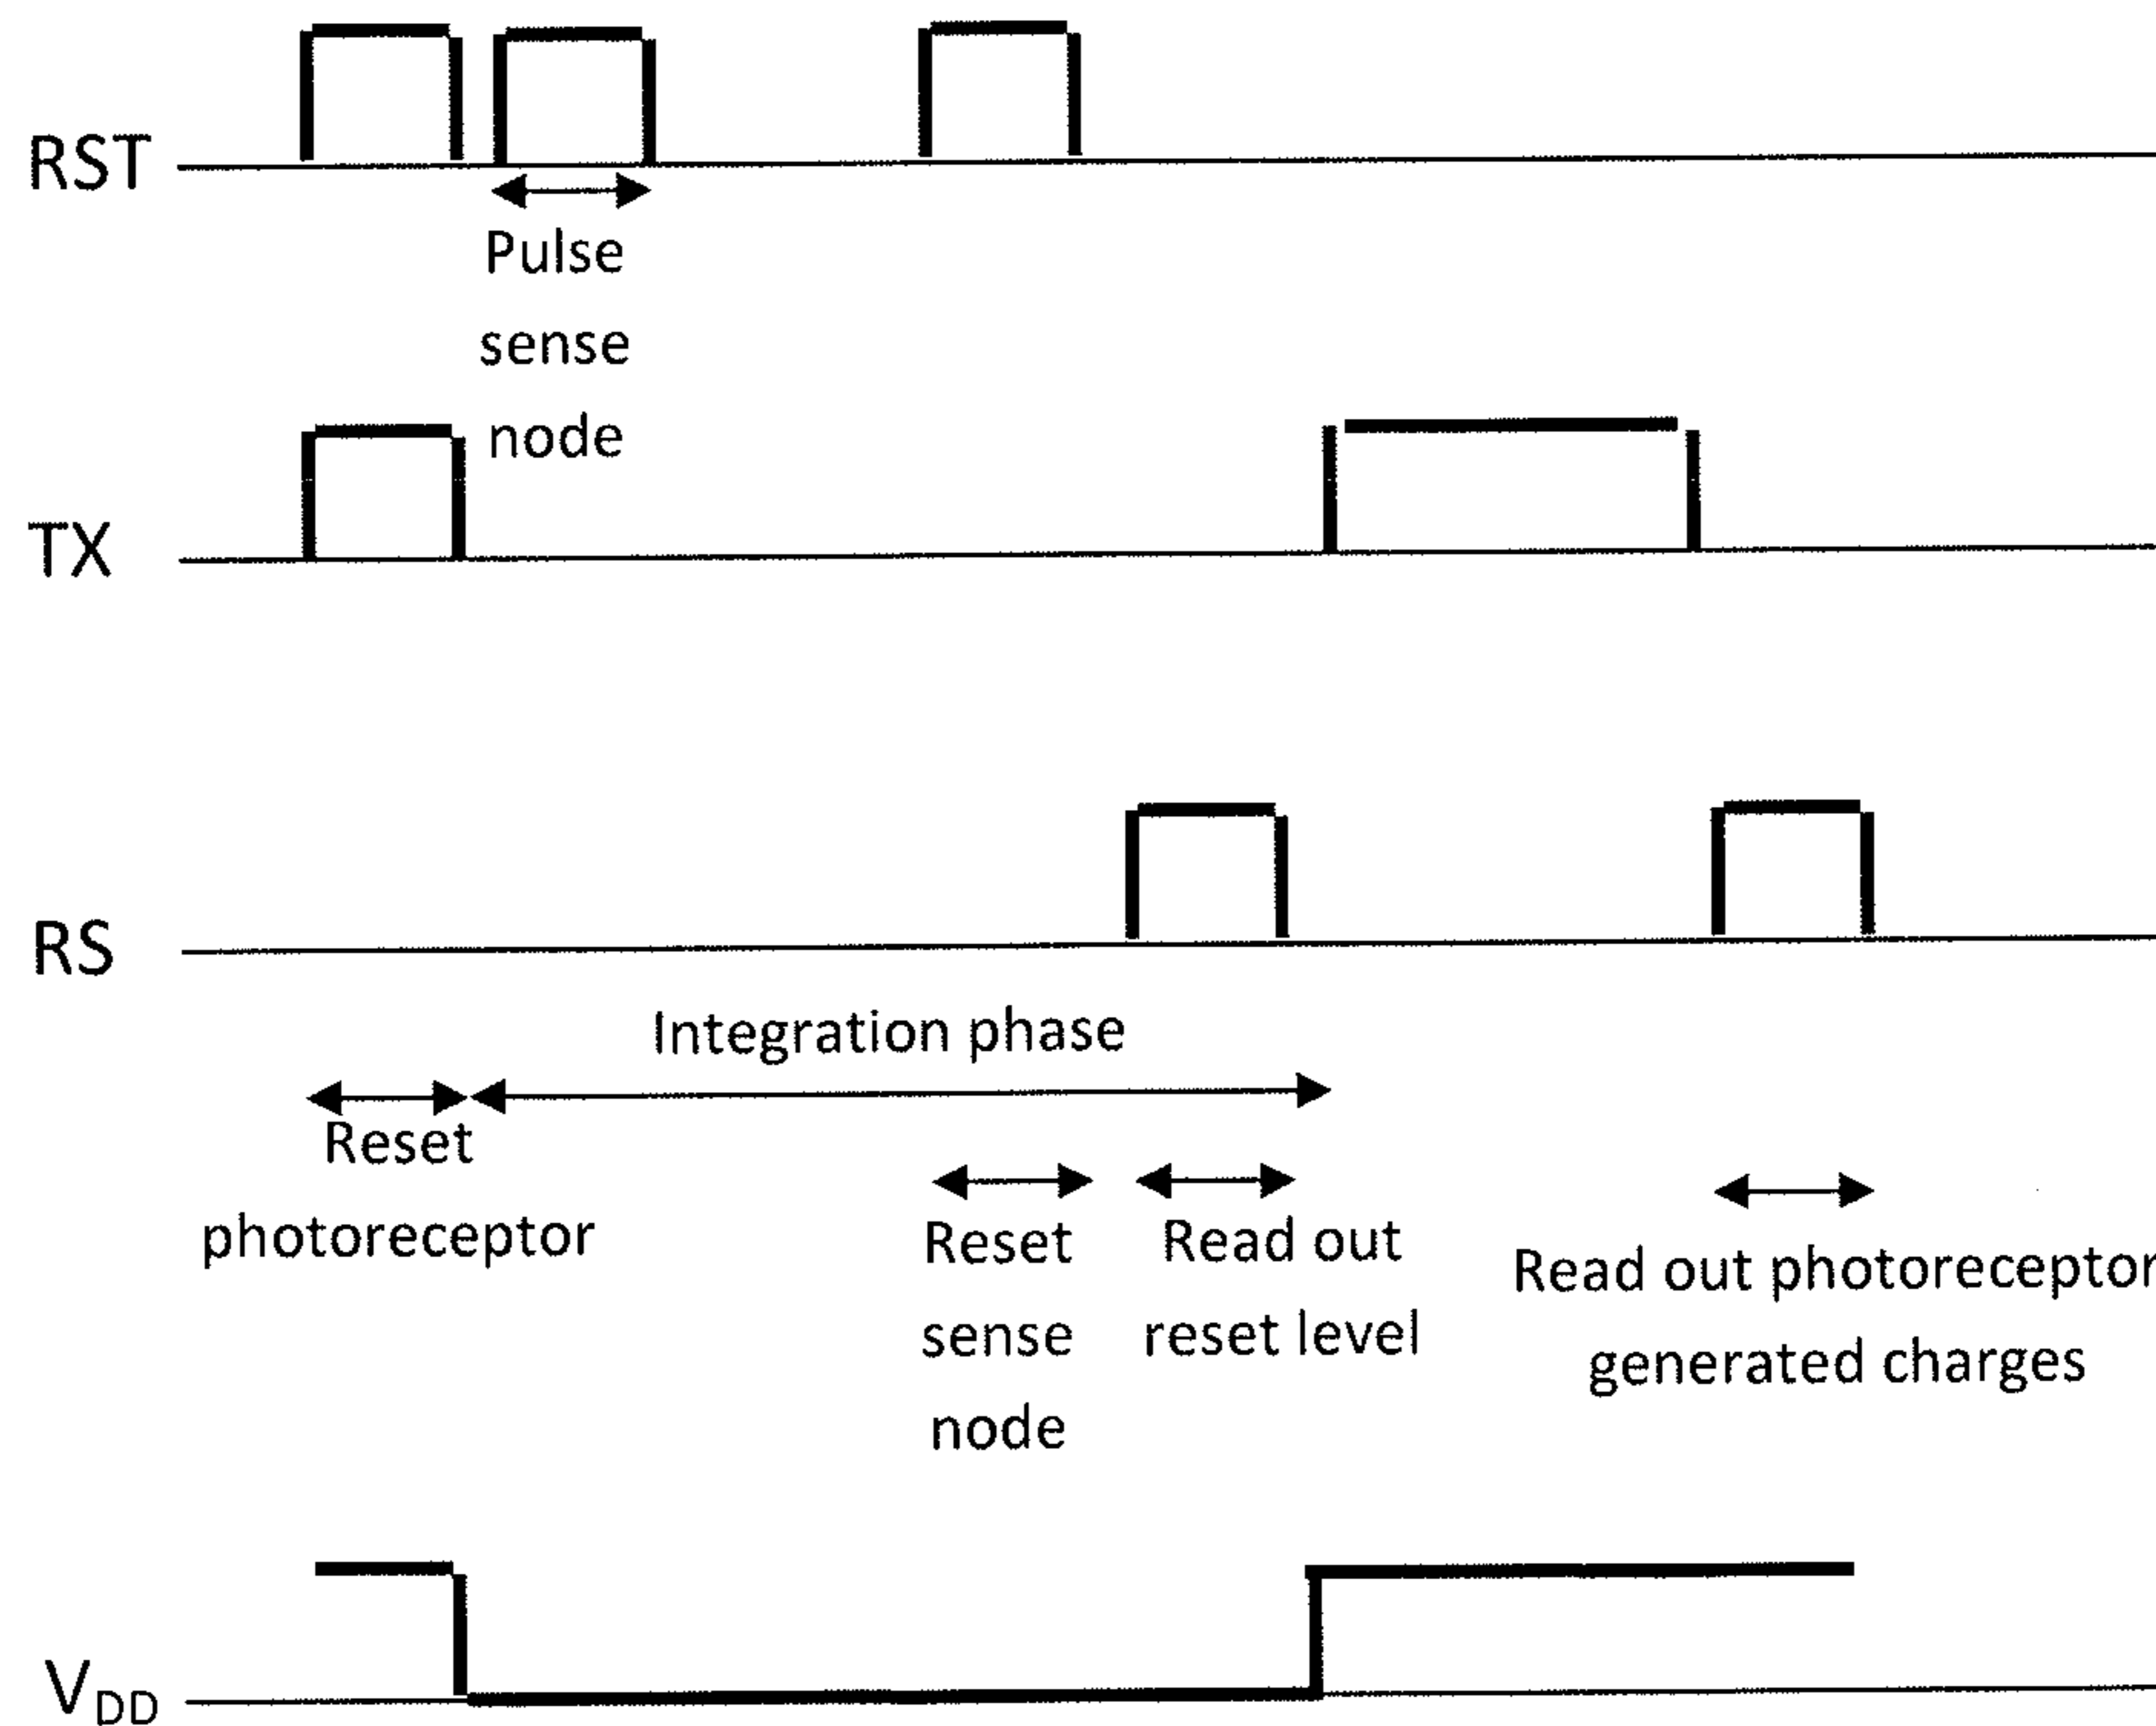 RST
Pulse
sense
node
TX
RS
Integration phase
Reset
photoreceptor
Reset
sense
node
Read out
reset level
Read out photoreceptor
generated charges
VDD